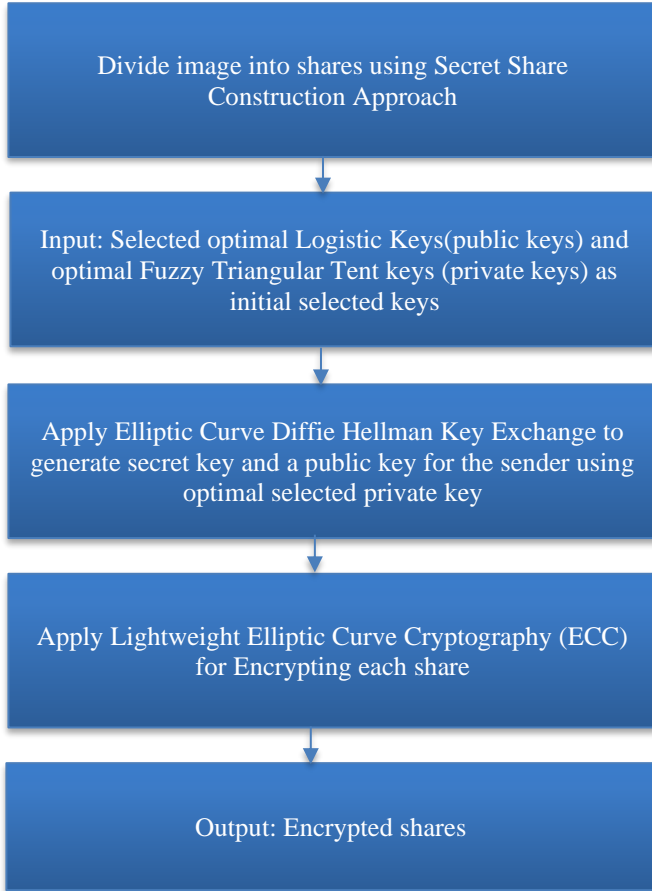 Divide image into shares using Secret Share
Construction Approach
Input: Selected optimal Logistic Keys(public keys) and
optimal Fuzzy Triangular Tent keys (private keys) as
initial selected keys
Apply Elliptic Curve Diffie Hellman Key Exchange to
generate secret key and a public key for the sender using
optimal selected private key
Apply Lightweight Elliptic Curve Cryptography (ECC)
for Encrypting each share
Output: Encrypted shares